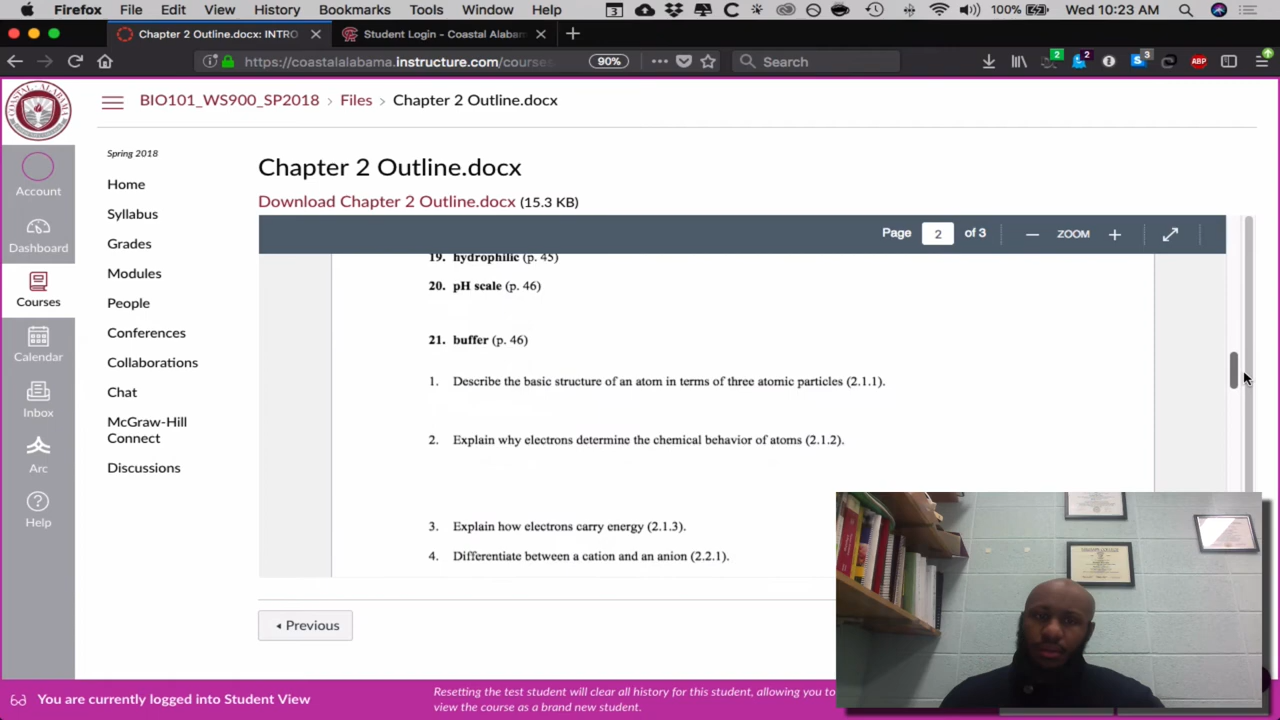 Firefox File Edit View History Bookmarks Tools Window Help 3 100% Wed 10:23 AM
Chapter 2 Outline.docx: INTRO Student Login - Coastal Alabam
https://coastalalabama.instructure.com/courses 90% Search 2 2 3 ABP
BIO101_WS900_SP2018 › Files › Chapter 2 Outline.docx
Spring 2018
Home
Syllabus
Grades
Modules
People
Conferences
Collaborations
Chat
McGraw-Hill
Connect
Discussions
Account
Dashboard
Courses
Calendar
Inbox
Arc
Help
Chapter 2 Outline.docx
Download Chapter 2 Outline.docx (15.3 KB)
Page 2 of 3 ZOOM
19. hydrophilic (p. 45)
20. pH scale (p. 46)
21. buffer (p. 46)
1. Describe the basic structure of an atom in terms of three atomic particles (2.1.1).
2. Explain why electrons determine the chemical behavior of atoms (2.1.2).
3. Explain how electrons carry energy (2.1.3).
4. Differentiate between a cation and an anion (2.2.1).
Previous
You are currently logged into Student View
Resetting the test student will clear all history for this student, allowing you to
view the course as a brand new student.